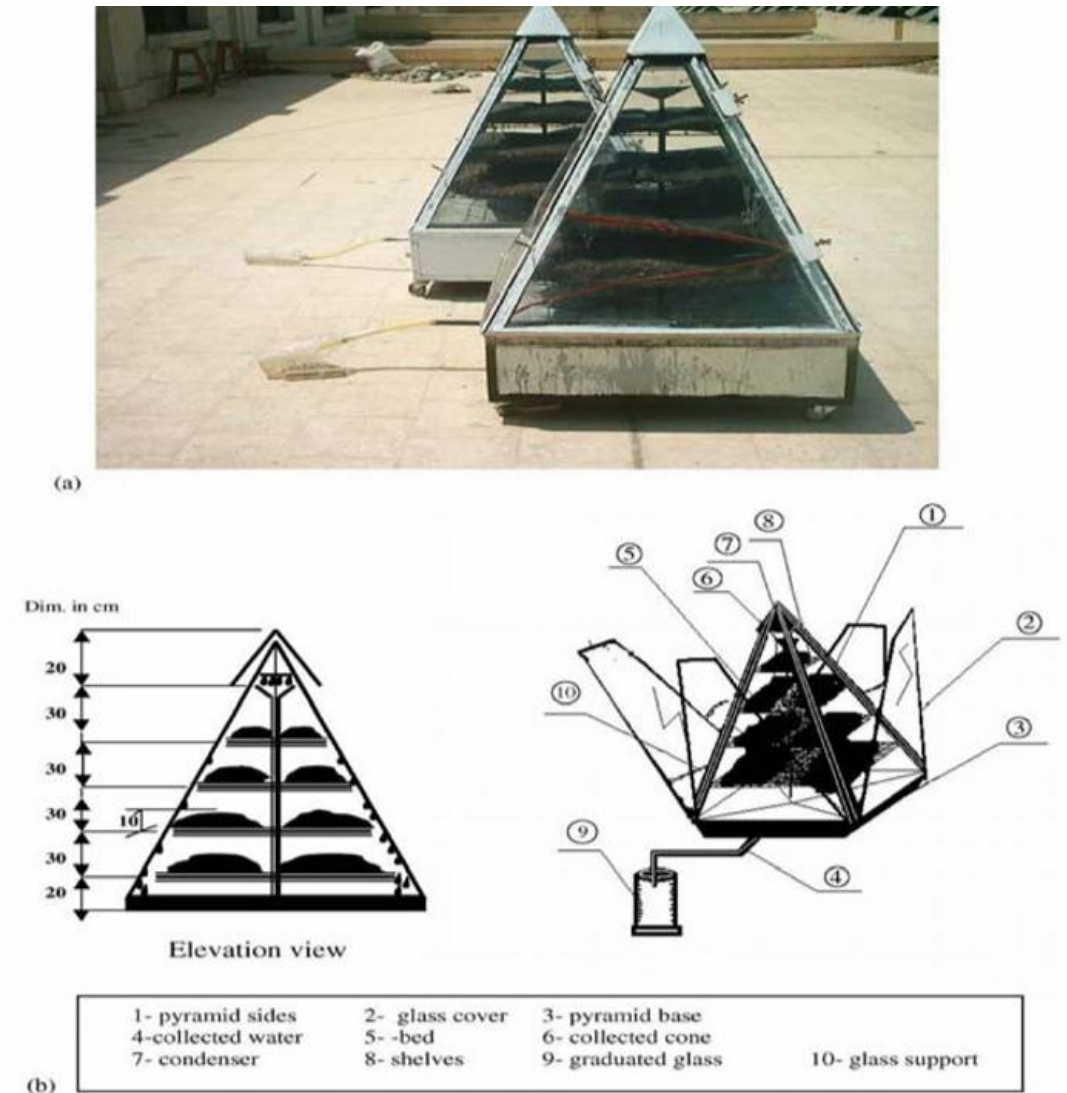 (a)
Dim. in cm
20
30
30
30
10
30
20
Elevation view
①
②
③
④
⑤
⑥
⑦
⑧
⑨
⑩
1- pyramid sides 2- glass cover 3- pyramid base
4-collected water 5- -bed 6- collected cone
7- condenser 8- shelves 9- graduated glass 10- glass support
(b)